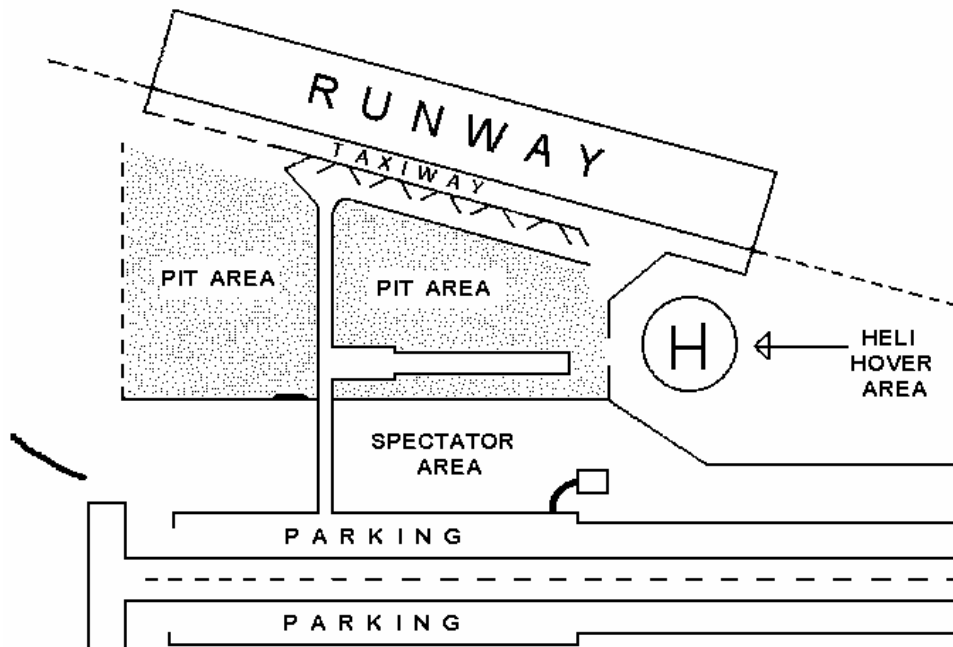 RUNWAY
TAXIWAY
PIT AREA
PIT AREA
H
HELI
HOVER
AREA
SPECTATOR
AREA
PARKING
PARKING